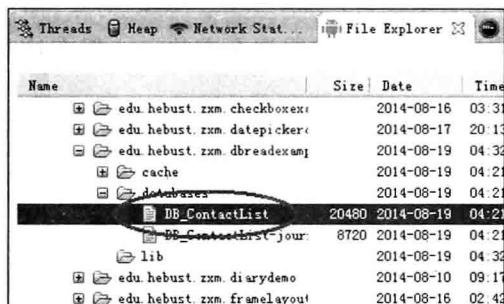 Threads Heap Network Stat... File Explorer
Name Size Date Time
edu.hebust.zxm.checkboxex 2014-08-16 03:31
edu.hebust.zxm.datepicker 2014-08-17 20:13
edu.hebust.zxm.dbreadexamp 2014-08-19 04:32
cache 2014-08-19 04:21
databases 2014-08-19 04:21
DB_ContactList 20480 2014-08-19 04:21
DB_ContactList-jour 8720 2014-08-19 04:21
lib 2014-08-19 04:32
edu.hebust.zxm.diarydemo 2014-08-10 09:17
edu.hebust.zxm.framelayout 2014-08-16 02:42